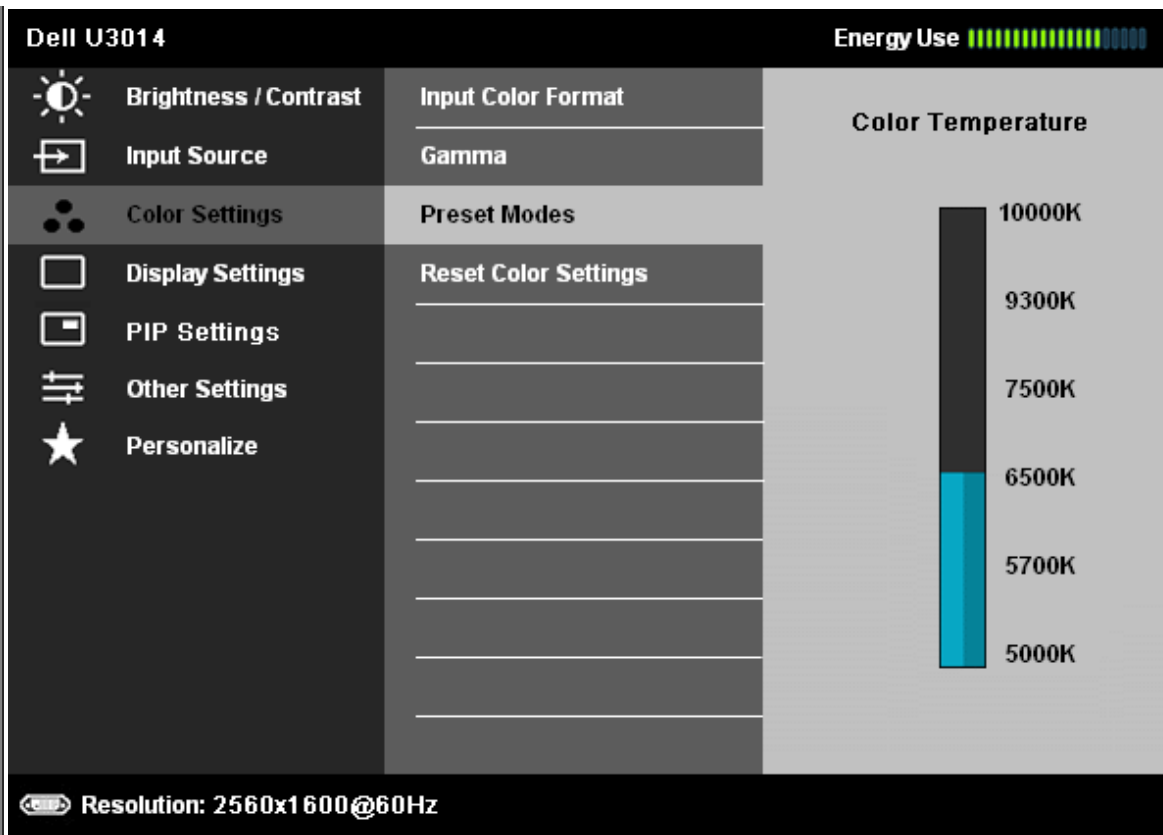 Dell U3014
Energy Use
Brightness / Contrast
Input Source
Color Settings
Display Settings
PIP Settings
Other Settings
Personalize
Input Color Format
Gamma
Preset Modes
Reset Color Settings
Color Temperature
10000K
9300K
7500K
6500K
5700K
5000K
Resolution: 2560x1600@60Hz